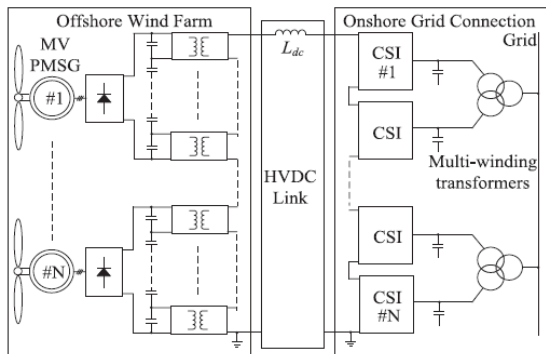 Offshore Wind Farm
Onshore Grid Connection
Grid
MV
PMSG
#1
L_dc
CSI
#1
CSI
HVDC
Link
Multi-winding
transformers
#N
CSI
CSI
#N